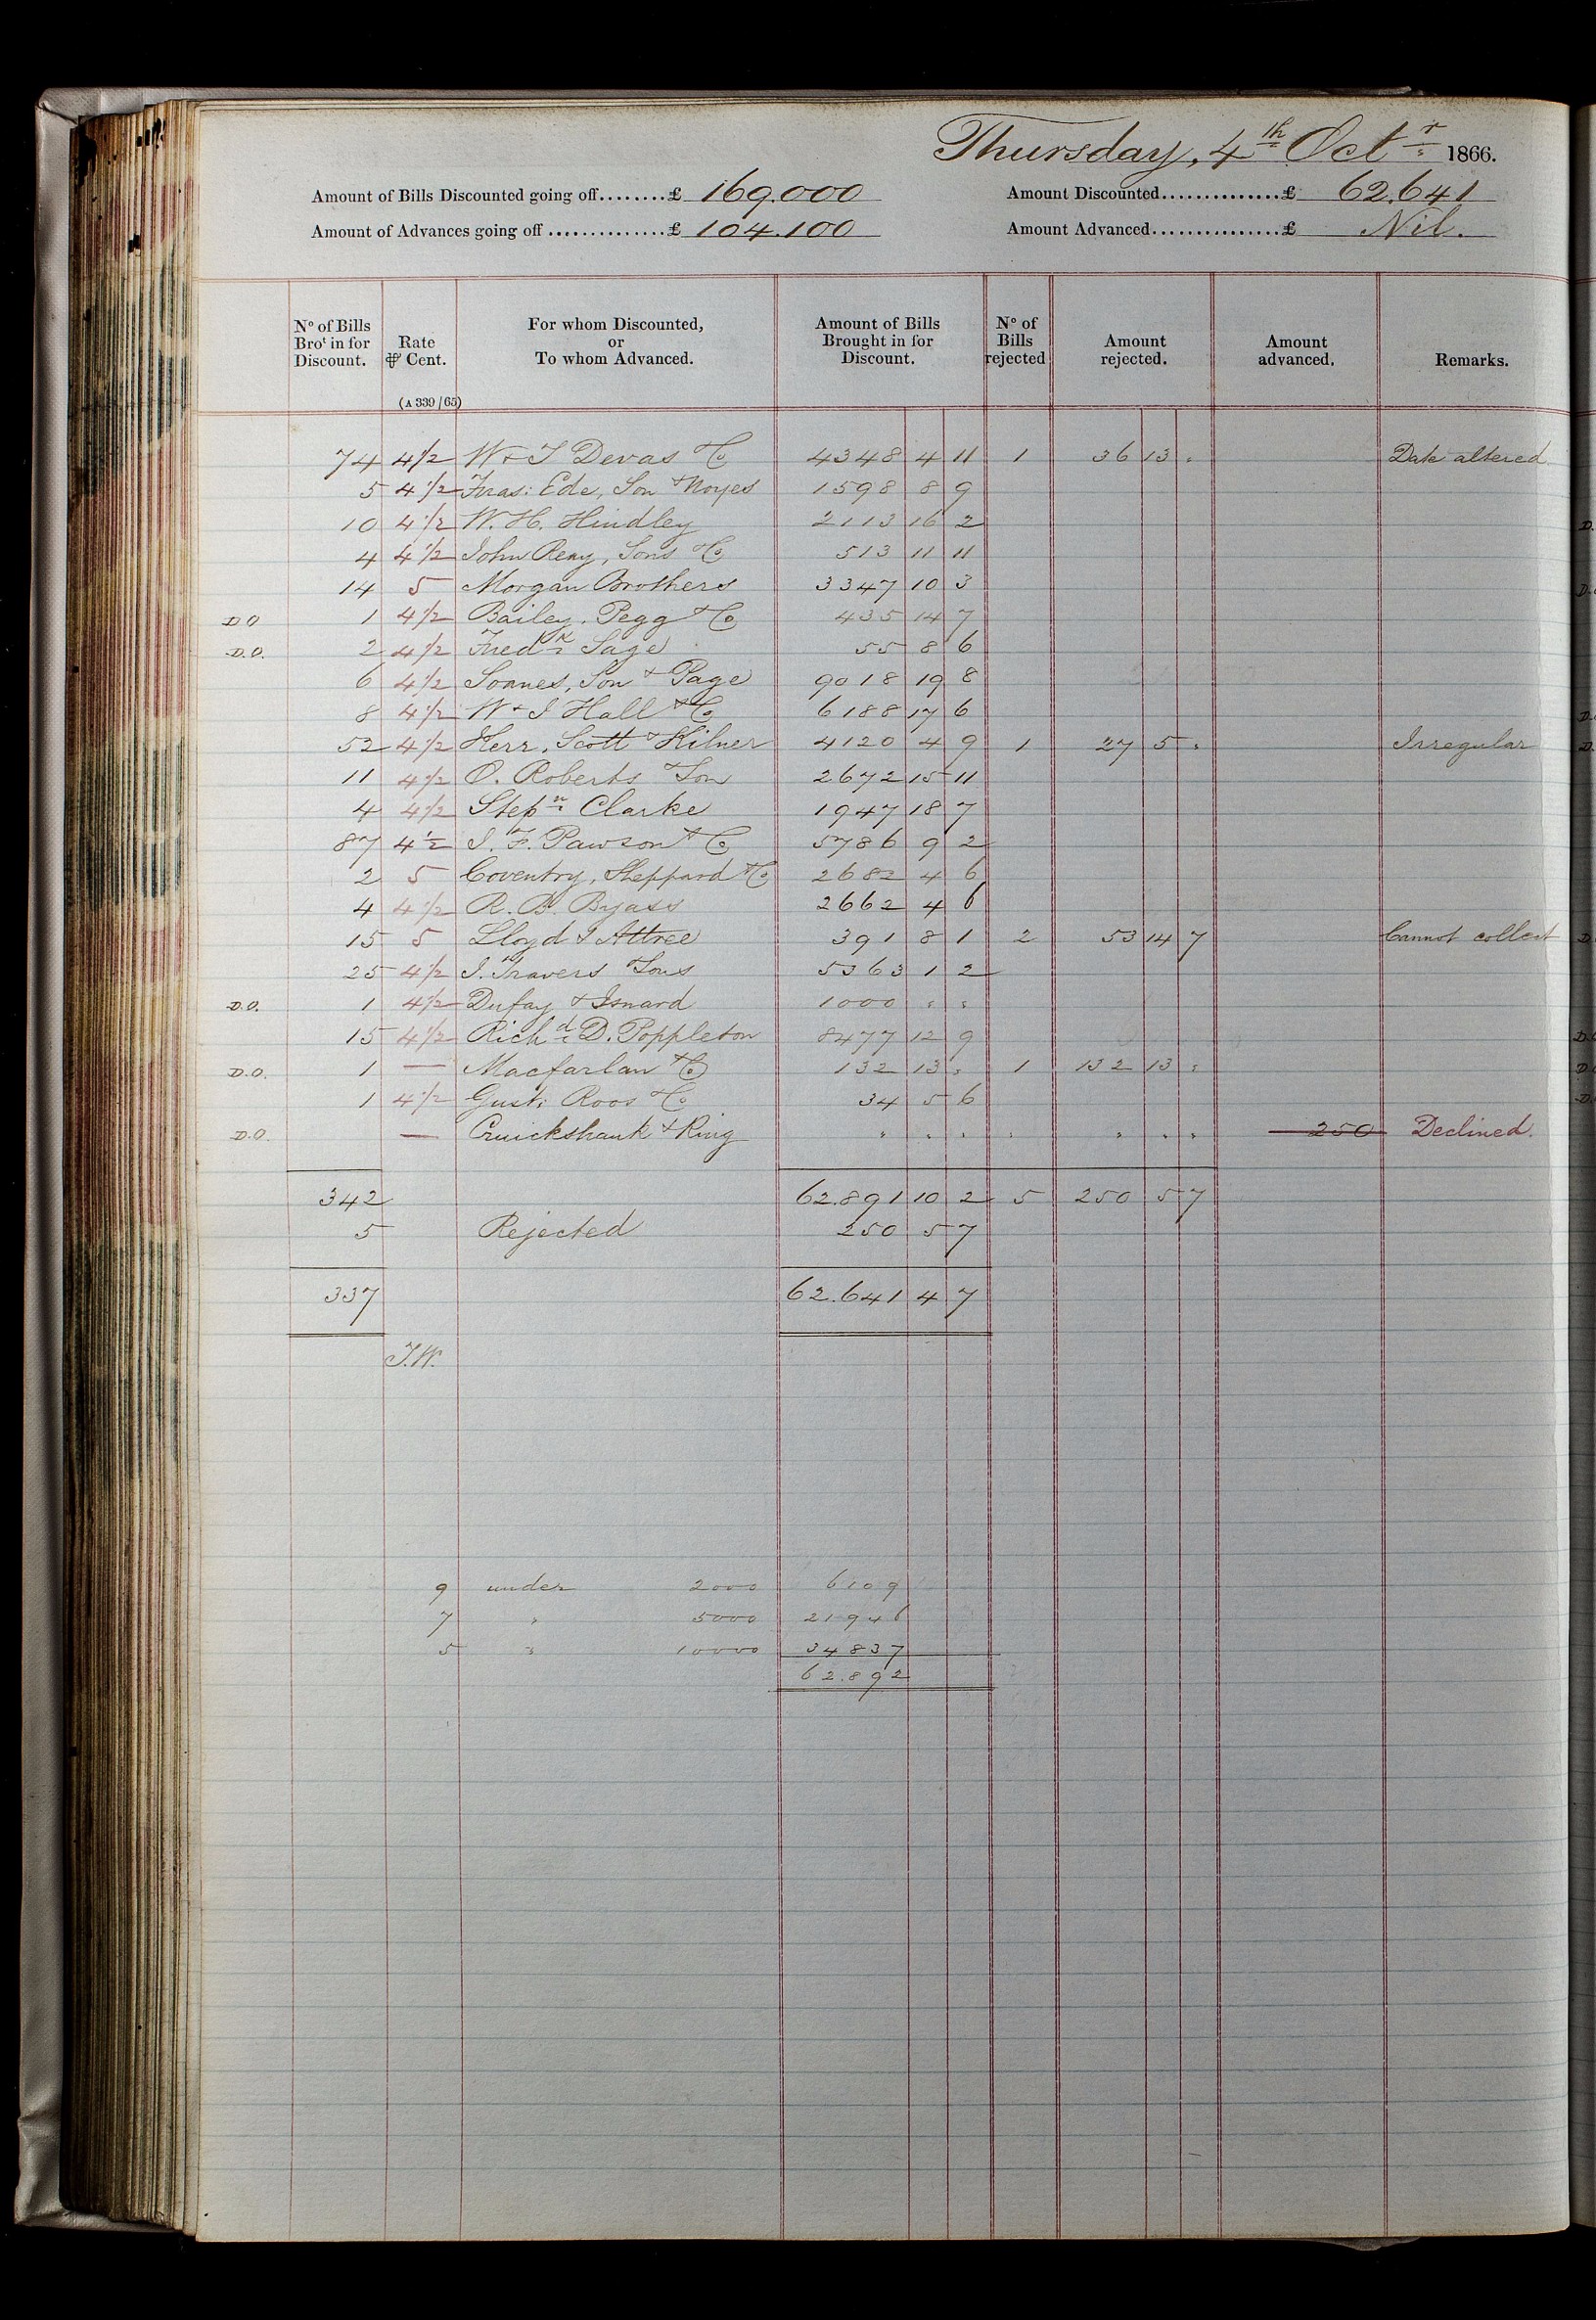 Thursday, 4th Octr 1866.
Amount of Bills Discounted going off........£ 169.000 Amount Discounted...............£ 62.641
Amount of Advances going off..............£ 104.100 Amount Advanced................£ Nil.
No of Bills Brot in for Discount. Rate ⅌ Cent. (A 339/65) For whom Discounted, or To whom Advanced. Amount of Bills Brought in for Discount. No of Bills rejected Amount rejected. Amount advanced. Remarks.
74 4½ W & T Devas & Co 4348 4 11 1 36 13 " Date altered
5 4½ Fras: Ede, Son & Noyes 1598 8 9
10 4½ W. H. Hindley 2113 16 2
4 4½ John Reay, Sons & Co 513 11 11
14 5 Morgan Brothers 3347 10 3
D O 1 4½ Bailey, Pegg & Co 435 14 7
D.O. 2 4½ Fredk Sage 55 8 6
6 4½ Soanes, Son & Page 9018 19 8
8 4½ W & I Hall & Co 6188 17 6
52 4½ Kerr, Scott & Kilner 4120 4 9 1 27 5 " Irregular
11 4½ O. Roberts & Son 2672 15 11
4 4½ Stepn Clarke 1947 18 7
87 4½ J. F. Pawson & Co 5786 9 2
2 5 Coventry, Sheppard & Co 2682 4 6
4 4½ R. B. Byass 2662 4 6
15 5 Lloyd & Attree 391 8 1 2 53 14 7 Cannot collect
25 4½ J. Travers & Sons 5363 1 2
D.O. 1 4½ Dufay & Isnard 1000 " "
15 4½ Richd D. Poppleton 8477 12 9
D.O. 1 — Macfarlan & Co 132 13 " 1 132 13 "
1 4½ Gust: Roos & Co 34 5 6
D.O. — Cruickshank & Ring " " " " " " " 250 Declined.
342 62.891 10 2 5 250 5 7
5 Rejected 250 5 7
337 62.641 4 7
J.W.
9 under 2000 6109
7 " 5000 21946
5 " 10000 34837
62.892